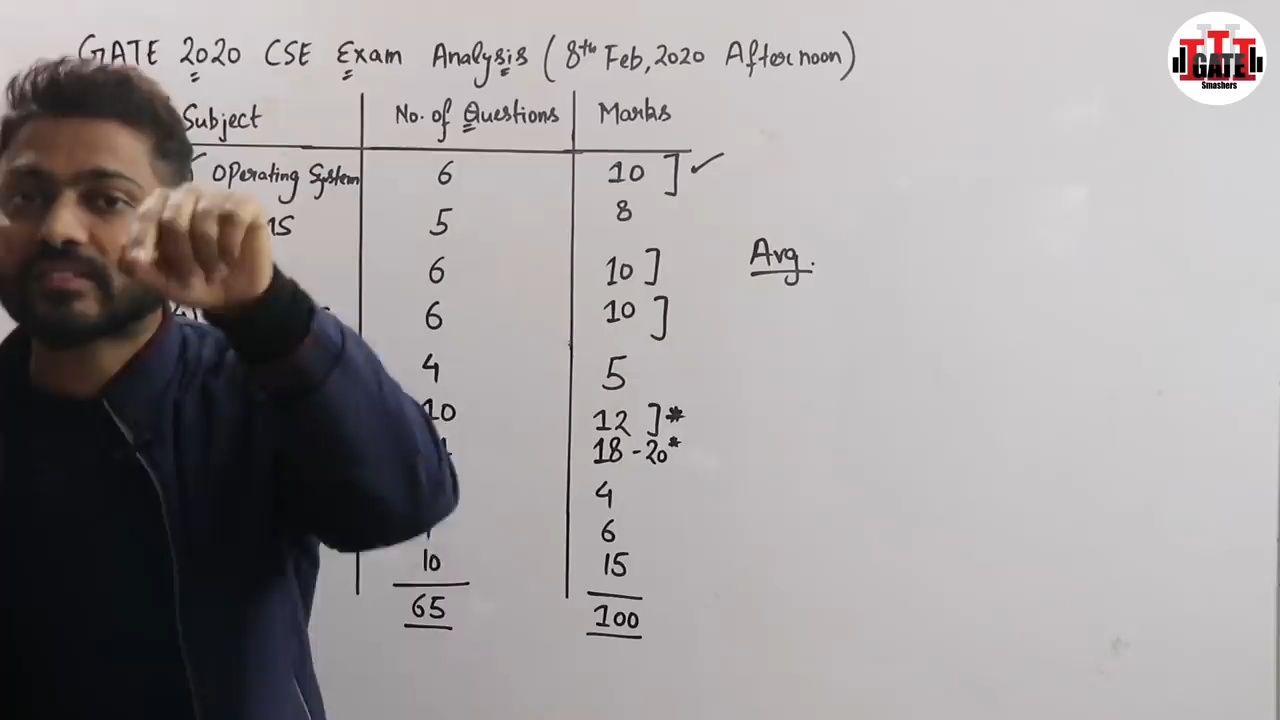 GATE 2020 CSE Exam Analysis (8th Feb, 2020 Afternoon)
Subject No. of Questions Marks
Operating System 6 10 ] ✓
5 8
6 10 ]
6 10 ]
4 5
10 12 ] *
18 - 20 *
4
6
10 15
65 100
Avg.
GATE
Smashers